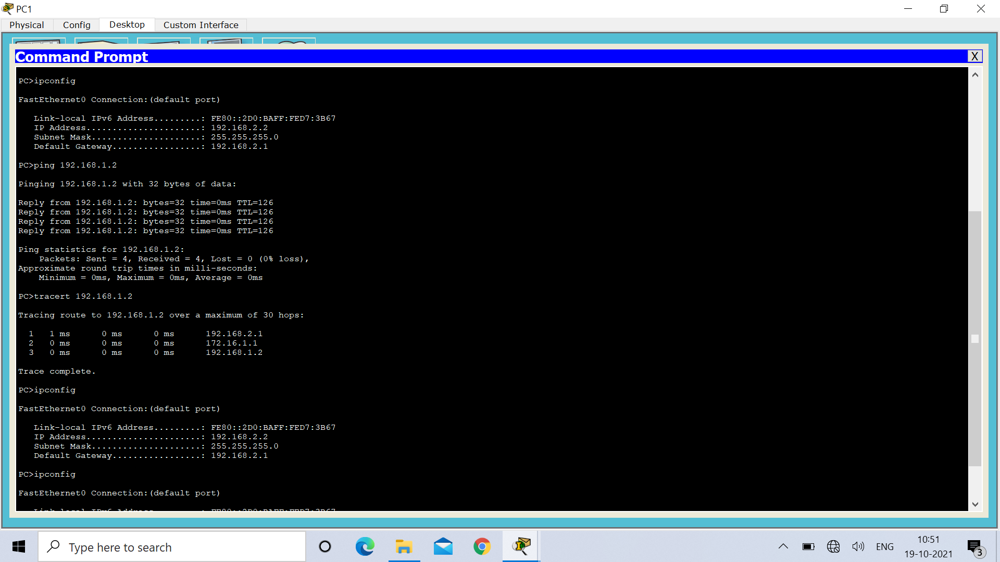 PC1
Physical Config Desktop Custom Interface
Command Prompt X
PC>ipconfig
FastEthernet0 Connection:(default port)
Link-local IPv6 Address.........: FE80::2D0:BAFF:FED7:3B67
IP Address......................: 192.168.2.2
Subnet Mask.....................: 255.255.255.0
Default Gateway.................: 192.168.2.1
PC>ping 192.168.1.2
Pinging 192.168.1.2 with 32 bytes of data:
Reply from 192.168.1.2: bytes=32 time=0ms TTL=126
Reply from 192.168.1.2: bytes=32 time=0ms TTL=126
Reply from 192.168.1.2: bytes=32 time=0ms TTL=126
Reply from 192.168.1.2: bytes=32 time=0ms TTL=126
Ping statistics for 192.168.1.2:
Packets: Sent = 4, Received = 4, Lost = 0 (0% loss),
Approximate round trip times in milli-seconds:
Minimum = 0ms, Maximum = 0ms, Average = 0ms
PC>tracert 192.168.1.2
Tracing route to 192.168.1.2 over a maximum of 30 hops:
1 1 ms 0 ms 0 ms 192.168.2.1
2 0 ms 0 ms 0 ms 172.16.1.1
3 0 ms 0 ms 0 ms 192.168.1.2
Trace complete.
PC>ipconfig
FastEthernet0 Connection:(default port)
Link-local IPv6 Address.........: FE80::2D0:BAFF:FED7:3B67
IP Address......................: 192.168.2.2
Subnet Mask.....................: 255.255.255.0
Default Gateway.................: 192.168.2.1
PC>ipconfig
FastEthernet0 Connection:(default port)
Link-local IPv6 Address.........: FE80::2D0:BAFF:FED7:3B67
Type here to search
ENG
10:51
19-10-2021
3